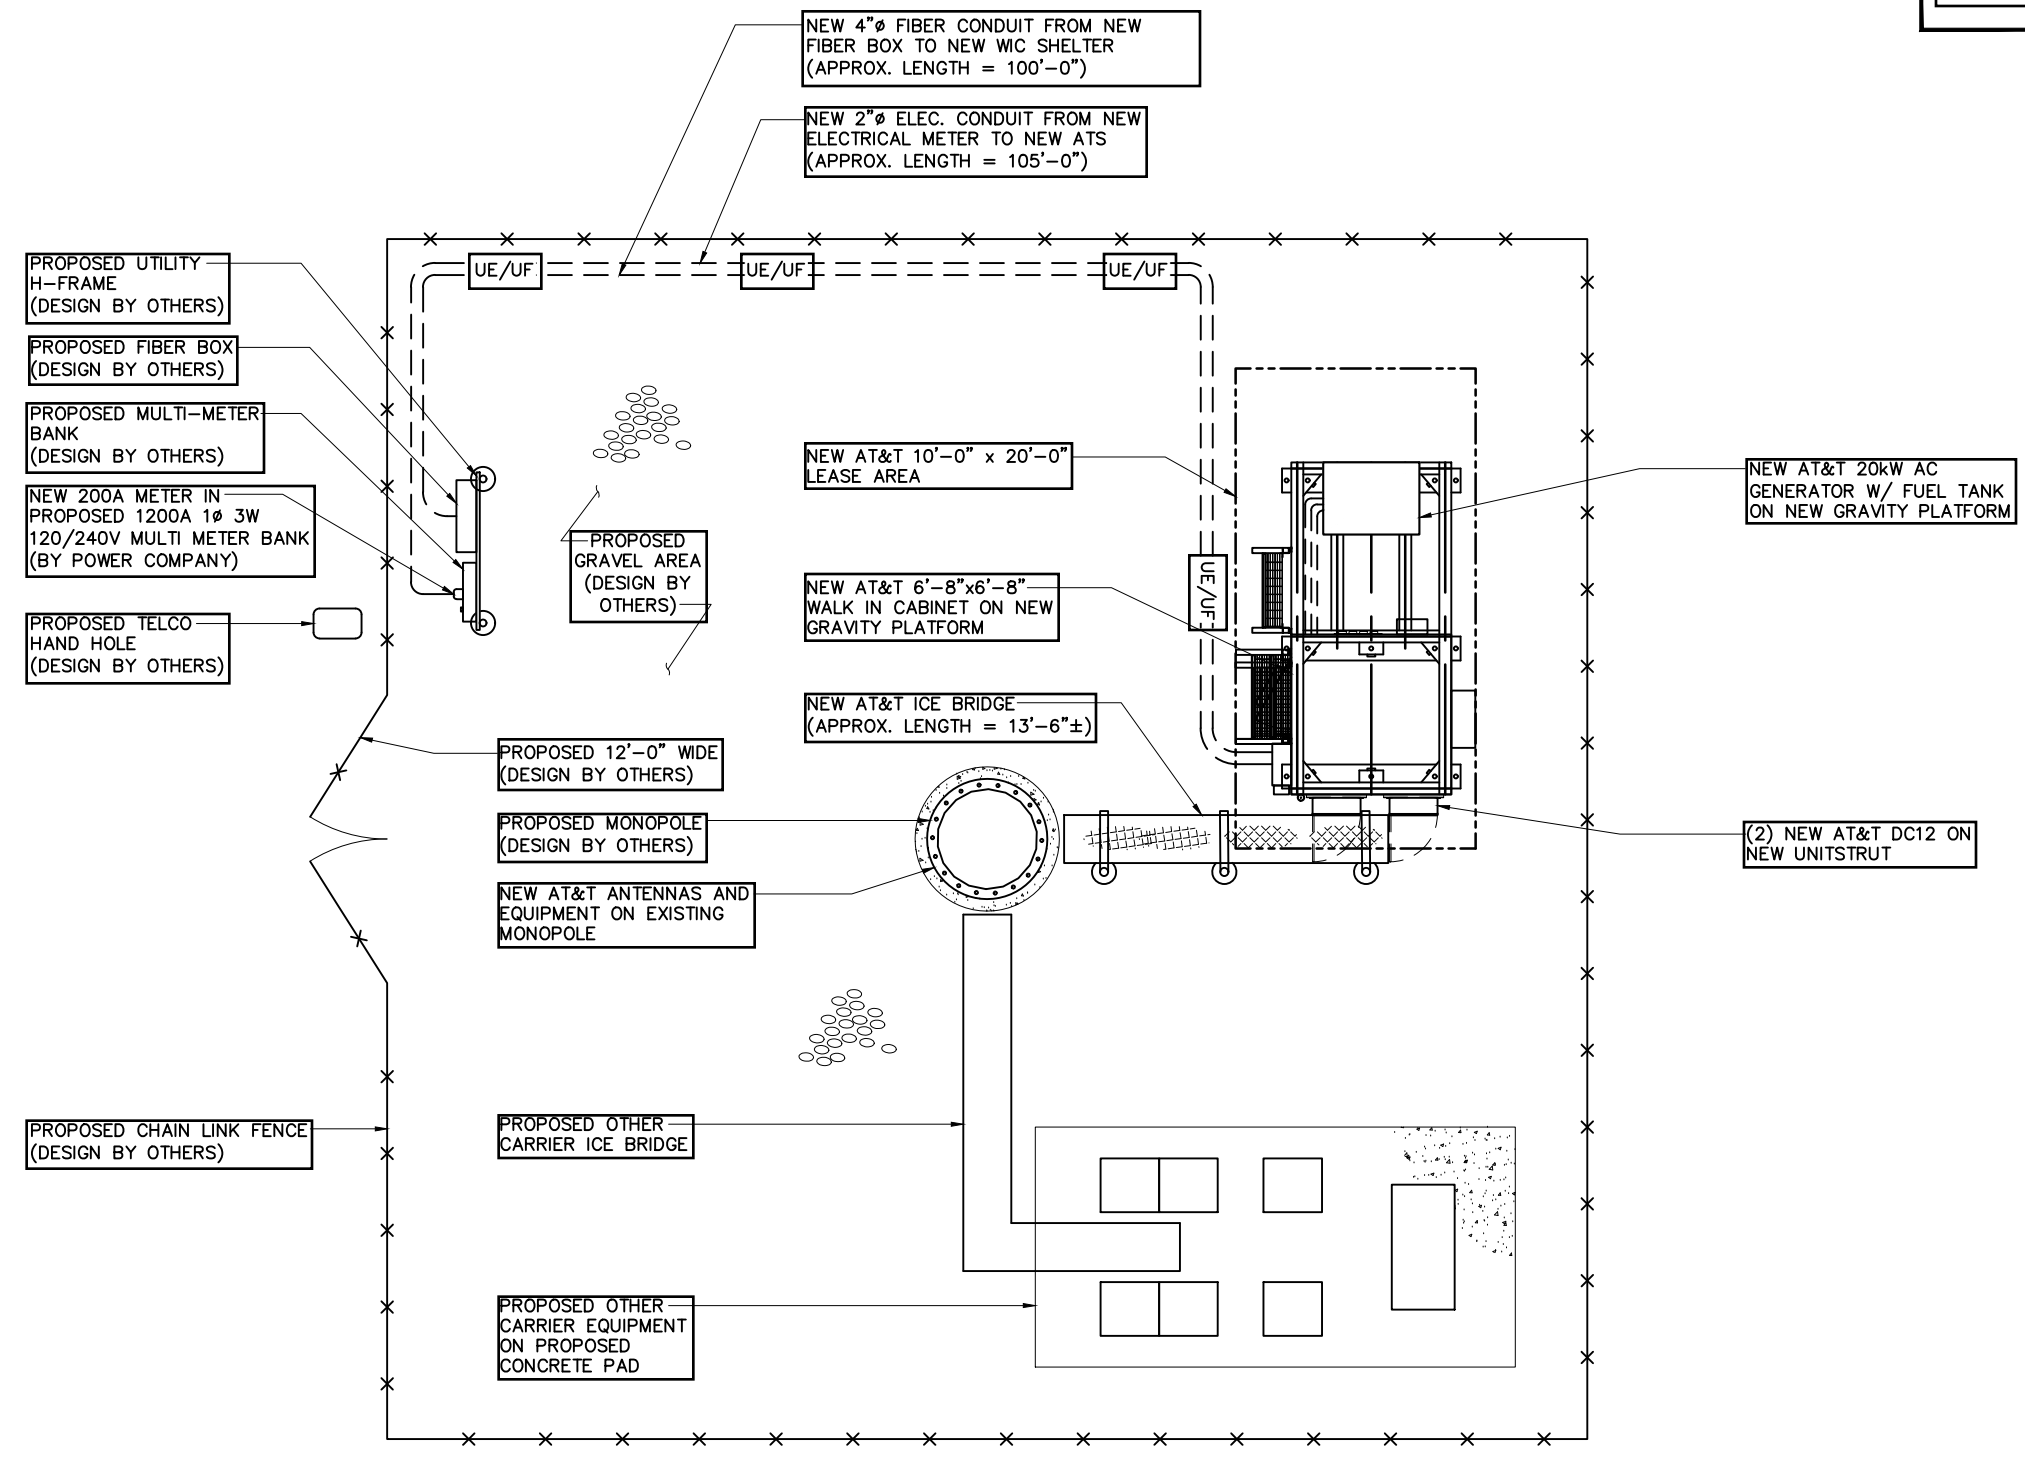 NEW 4"ø FIBER CONDUIT FROM NEW
FIBER BOX TO NEW WIC SHELTER
(APPROX. LENGTH = 100'-0")
NEW 2"ø ELEC. CONDUIT FROM NEW
ELECTRICAL METER TO NEW ATS
(APPROX. LENGTH = 105'-0")
UE/UF
UE/UF
UE/UF
UE/UF
PROPOSED UTILITY
H-FRAME
(DESIGN BY OTHERS)
PROPOSED FIBER BOX
(DESIGN BY OTHERS)
PROPOSED MULTI-METER
BANK
(DESIGN BY OTHERS)
NEW 200A METER IN
PROPOSED 1200A 1ø 3W
120/240V MULTI METER BANK
(BY POWER COMPANY)
PROPOSED TELCO
HAND HOLE
(DESIGN BY OTHERS)
PROPOSED
GRAVEL AREA
(DESIGN BY
OTHERS)
NEW AT&T 10'-0" x 20'-0"
LEASE AREA
NEW AT&T 6'-8"x6'-8"
WALK IN CABINET ON NEW
GRAVITY PLATFORM
NEW AT&T ICE BRIDGE
(APPROX. LENGTH = 13'-6"±)
NEW AT&T 20kW AC
GENERATOR W/ FUEL TANK
ON NEW GRAVITY PLATFORM
(2) NEW AT&T DC12 ON
NEW UNITSTRUT
PROPOSED 12'-0" WIDE
(DESIGN BY OTHERS)
PROPOSED MONOPOLE
(DESIGN BY OTHERS)
NEW AT&T ANTENNAS AND
EQUIPMENT ON EXISTING
MONOPOLE
PROPOSED CHAIN LINK FENCE
(DESIGN BY OTHERS)
PROPOSED OTHER
CARRIER ICE BRIDGE
PROPOSED OTHER
CARRIER EQUIPMENT
ON PROPOSED
CONCRETE PAD